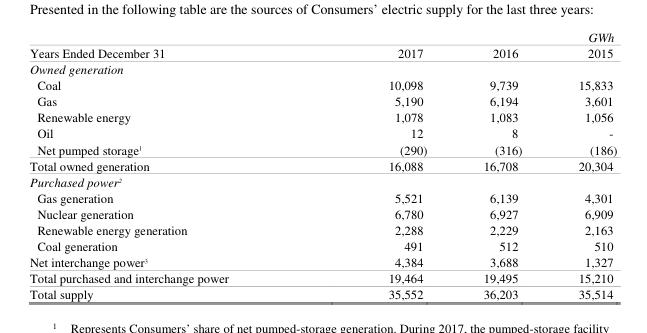 Presented in the following table are the sources of Consumers' electric supply for the last three years:
GWh
Years Ended December 31 2017 2016 2015
Owned generation
Coal 10,098 9,739 15,833
Gas 5,190 6,194 3,601
Renewable energy 1,078 1,083 1,056
Oil 12 8 -
Net pumped storage¹ (290) (316) (186)
Total owned generation 16,088 16,708 20,304
Purchased power²
Gas generation 5,521 6,139 4,301
Nuclear generation 6,780 6,927 6,909
Renewable energy generation 2,288 2,229 2,163
Coal generation 491 512 510
Net interchange power³ 4,384 3,688 1,327
Total purchased and interchange power 19,464 19,495 15,210
Total supply 35,552 36,203 35,514
¹ Represents Consumers' share of net pumped-storage generation. During 2017, the pumped-storage facility